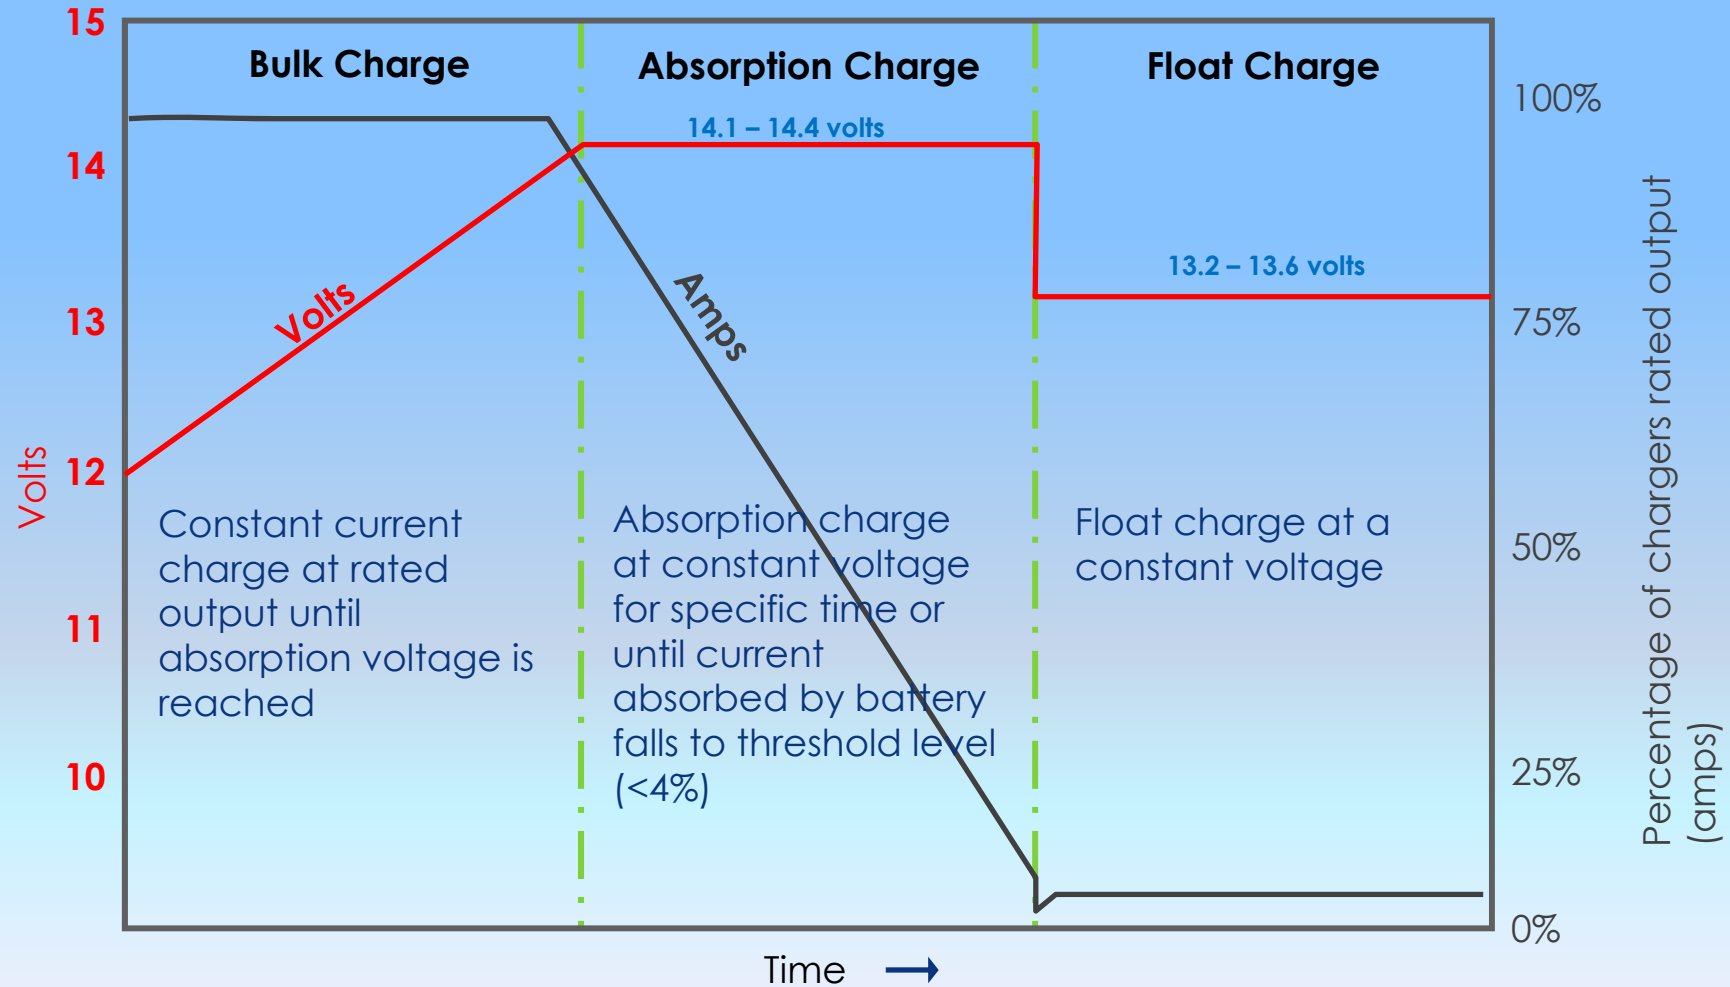 15
14
13
12
11
10
Volts
Bulk Charge
Absorption Charge
Float Charge
14.1 – 14.4 volts
13.2 – 13.6 volts
Volts
Amps
Constant current
charge at rated
output until
absorption voltage is
reached
Absorption charge
at constant voltage
for specific time or
until current
absorbed by battery
falls to threshold level
(<4%)
Float charge at a
constant voltage
100%
75%
50%
25%
0%
Percentage of chargers rated output
(amps)
Time